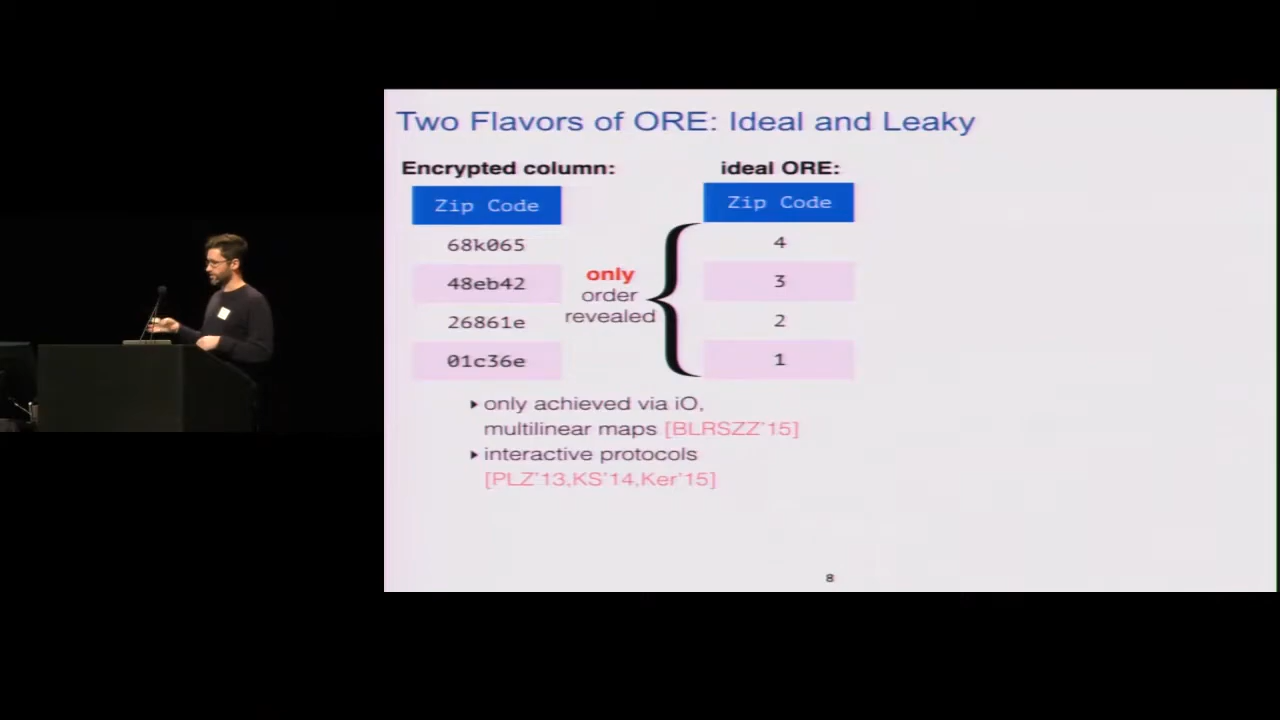 Two Flavors of ORE: Ideal and Leaky
Encrypted column:
Zip Code
68k065
48eb42
26861e
01c36e
only
order
revealed
ideal ORE:
Zip Code
4
3
2
1
‣ only achieved via iO,
multilinear maps [BLRSZZ'15]
‣ interactive protocols
[PLZ'13,KS'14,Ker'15]
8